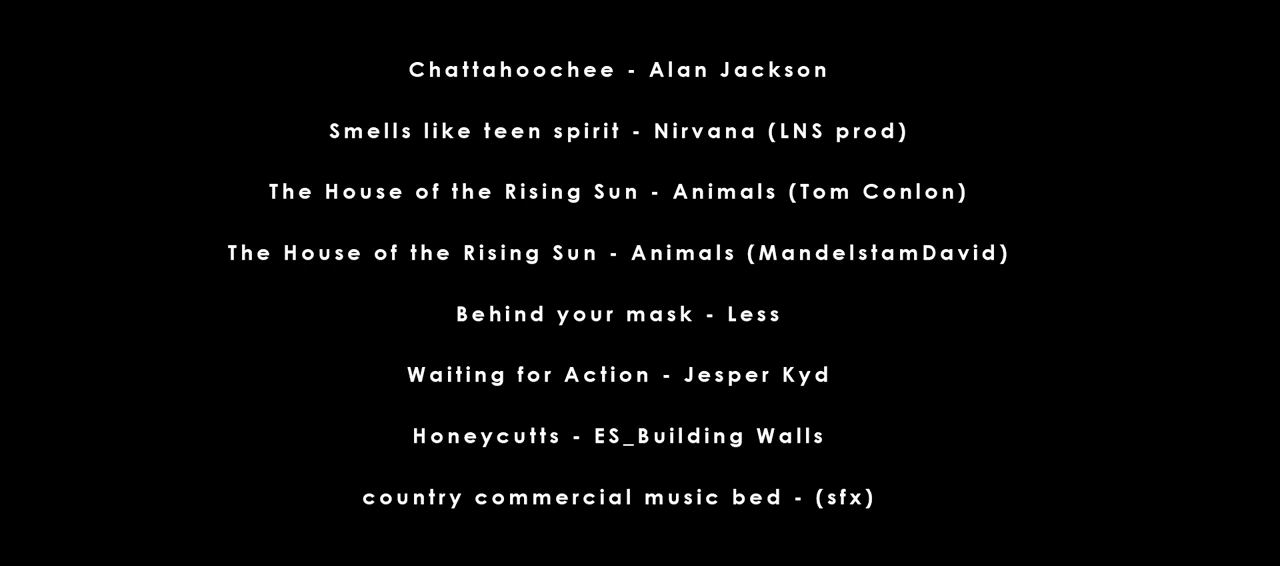 Chattahoochee - Alan Jackson
Smells like teen spirit - Nirvana (LNS prod)
The House of the Rising Sun - Animals (Tom Conlon)
The House of the Rising Sun - Animals (MandelstamDavid)
Behind your mask - Less
Waiting for Action - Jesper Kyd
Honeycutts - ES_Building Walls
country commercial music bed - (sfx)